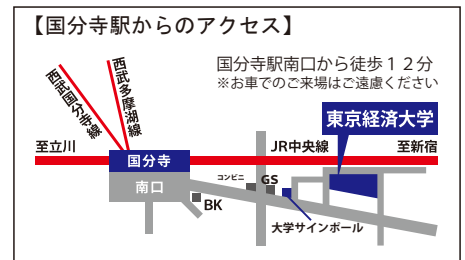 【国分寺駅からのアクセス】
国分寺駅南口から徒歩１２分
※お車でのご来場はご遠慮ください
西武国分寺線
西武多摩湖線
東京経済大学
至立川
国分寺
JR中央線
至新宿
南口
コンビニ
GS
BK
大学サインポール